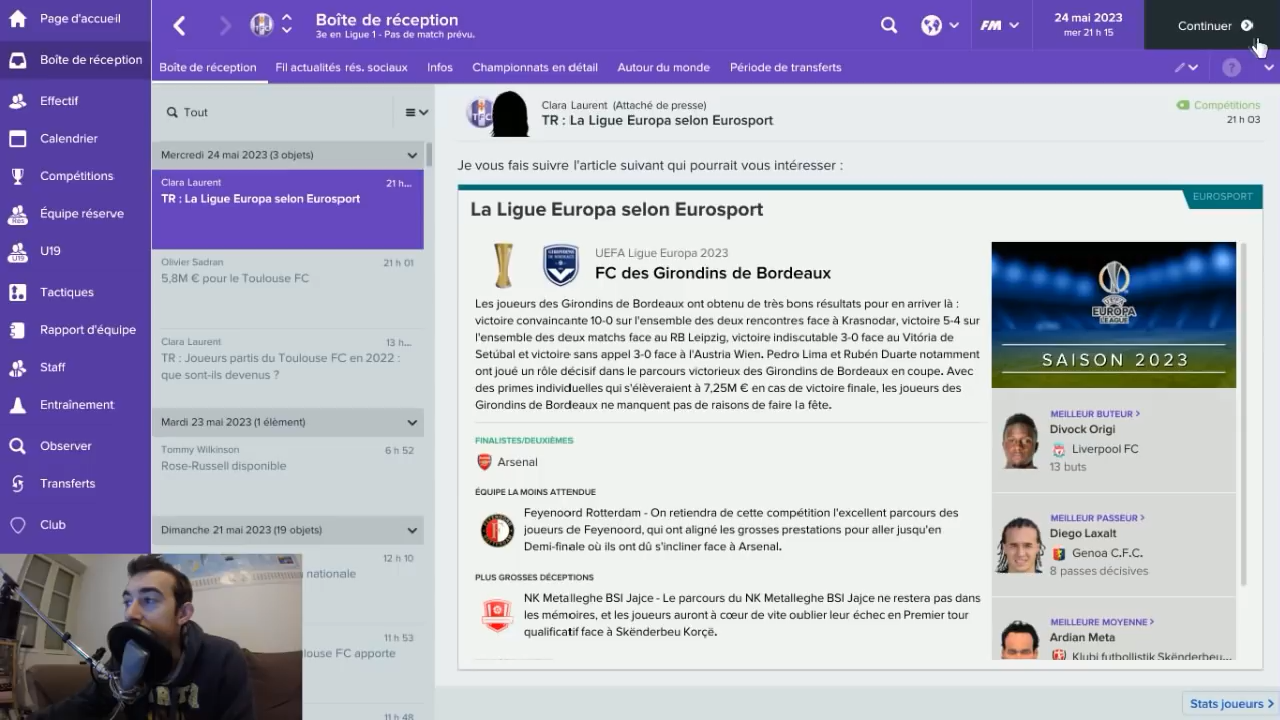 Page d'accueil
Boîte de réception
Effectif
Calendrier
Compétitions
Équipe réserve
U19
Tactiques
Rapport d'équipe
Staff
Entraînement
Observer
Transferts
Club
Boîte de réception
3e en Ligue 1 - Pas de match prévu.
FM
24 mai 2023
mer 21 h 15
Continuer
Boîte de réception
Fil actualités rés. sociaux
Infos
Championnats en détail
Autour du monde
Période de transferts
Tout
Mercredi 24 mai 2023 (3 objets)
Clara Laurent 21 h...
TR : La Ligue Europa selon Eurosport
Olivier Sadran 21 h 01
5,8M € pour le Toulouse FC
Clara Laurent 13 h...
TR : Joueurs partis du Toulouse FC en 2022 :
que sont-ils devenus ?
Mardi 23 mai 2023 (1 élèment)
Tommy Wilkinson 6 h 52
Rose-Russell disponible
Dimanche 21 mai 2023 (19 objets)
12 h 10
nationale
11 h 53
louse FC apporte
11 h 48
Clara Laurent (Attaché de presse)
TR : La Ligue Europa selon Eurosport
Compétitions
21 h 03
Je vous fais suivre l'article suivant qui pourrait vous intéresser :
EUROSPORT
La Ligue Europa selon Eurosport
UEFA Ligue Europa 2023
FC des Girondins de Bordeaux
Les joueurs des Girondins de Bordeaux ont obtenu de très bons résultats pour en arriver là :
victoire convaincante 10-0 sur l'ensemble des deux rencontres face à Krasnodar, victoire 5-4 sur
l'ensemble des deux matchs face au RB Leipzig, victoire indiscutable 3-0 face au Vitória de
Setúbal et victoire sans appel 3-0 face à l'Austria Wien. Pedro Lima et Rubén Duarte notamment
ont joué un rôle décisif dans le parcours victorieux des Girondins de Bordeaux en coupe. Avec
des primes individuelles qui s'élèveraient à 7,25M € en cas de victoire finale, les joueurs des
Girondins de Bordeaux ne manquent pas de raisons de faire la fête.
FINALISTES/DEUXIÈMES
Arsenal
ÉQUIPE LA MOINS ATTENDUE
Feyenoord Rotterdam - On retiendra de cette compétition l'excellent parcours des
joueurs de Feyenoord, qui ont aligné les grosses prestations pour aller jusqu'en
Demi-finale où ils ont dû s'incliner face à Arsenal.
PLUS GROSSES DÉCEPTIONS
NK Metalleghe BSI Jajce - Le parcours du NK Metalleghe BSI Jajce ne restera pas dans
les mémoires, et les joueurs auront à cœur de vite oublier leur échec en Premier tour
qualificatif face à Skënderbeu Korçë.
EUROPA
LEAGUE
SAISON 2023
MEILLEUR BUTEUR >
Divock Origi
Liverpool FC
13 buts
MEILLEUR PASSEUR >
Diego Laxalt
Genoa C.F.C.
8 passes décisives
MEILLEURE MOYENNE >
Ardian Meta
Klubi futbollistik Skënderbeu...
Stats joueurs >